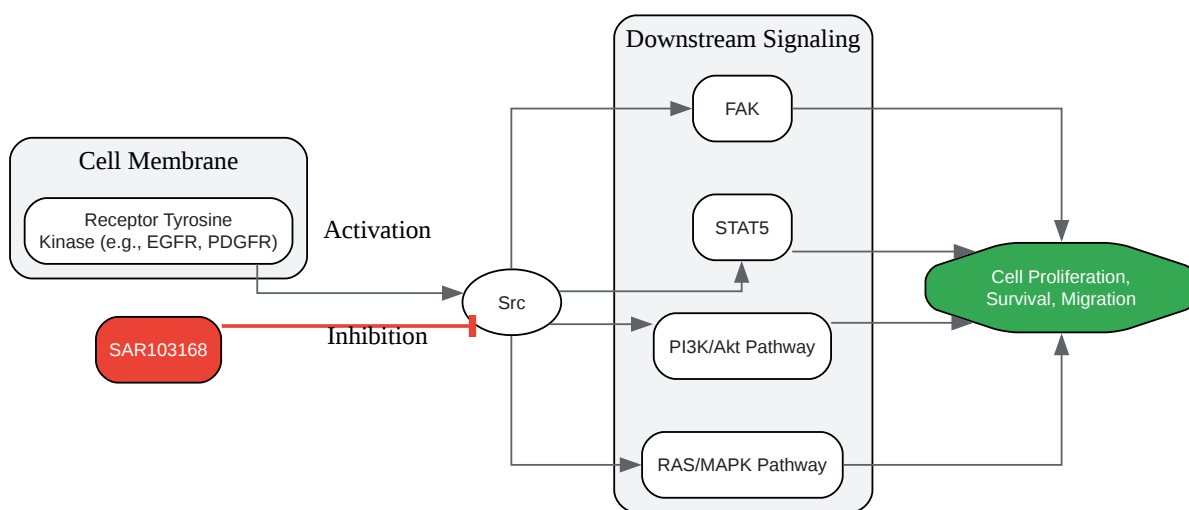 Cell Membrane
Receptor Tyrosine
Kinase (e.g., EGFR, PDGFR)
Activation
SAR103168
Inhibition
Src
Downstream Signaling
FAK
STAT5
PI3K/Akt Pathway
RAS/MAPK Pathway
Cell Proliferation,
Survival, Migration